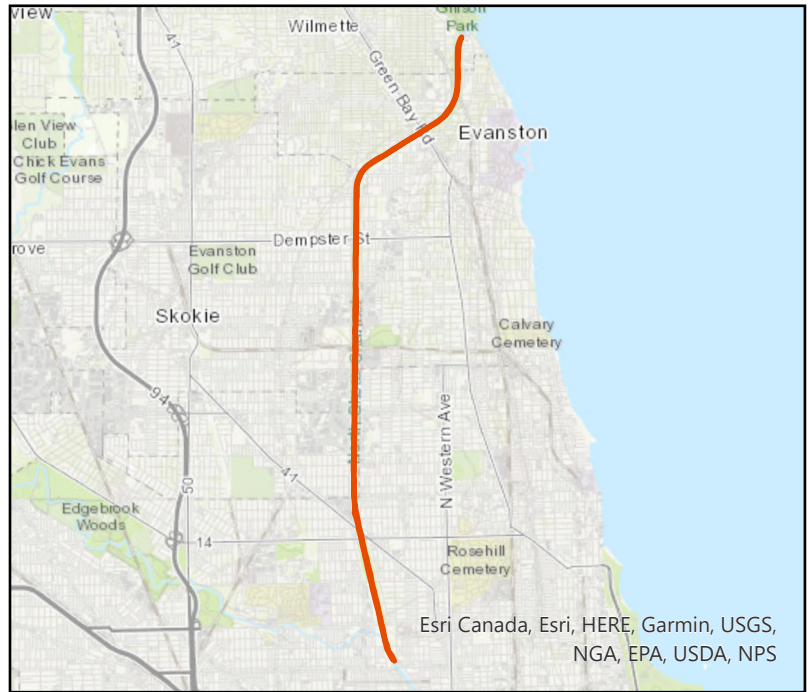 view
Wilmette
Gillson
Park
41
Green Bay Rd
len View
Club
Chick Evans
Golf Course
Evanston
rove
Dempster St
Evanston
Golf Club
Skokie
Calvary
Cemetery
94
N Western Ave
50
41
Edgebrook
Woods
14
Rosehill
Cemetery
Esri Canada, Esri, HERE, Garmin, USGS,
NGA, EPA, USDA, NPS